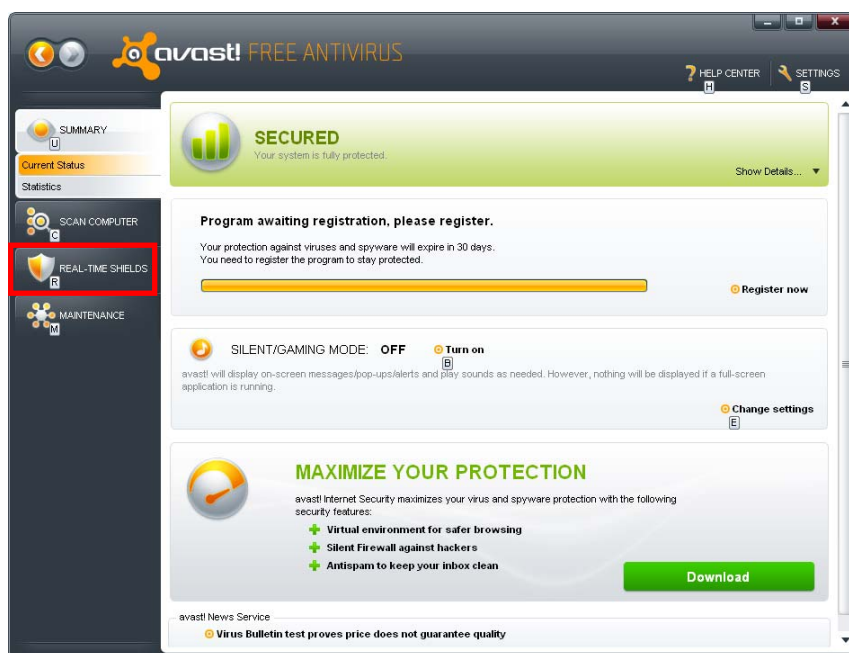 avast! FREE ANTIVIRUS
HELP CENTER
H
SETTINGS
S
SUMMARY
U
Current Status
Statistics
SCAN COMPUTER
C
REAL-TIME SHIELDS
R
MAINTENANCE
M
SECURED
Your system is fully protected.
Show Details...
Program awaiting registration, please register.
Your protection against viruses and spyware will expire in 30 days.
You need to register the program to stay protected.
Register now
SILENT/GAMING MODE: OFF
Turn on
B
avast! will display on-screen messages/pop-ups/alerts and play sounds as needed. However, nothing will be displayed if a full-screen
application is running.
Change settings
E
MAXIMIZE YOUR PROTECTION
avast! Internet Security maximizes your virus and spyware protection with the following
security features:
Virtual environment for safer browsing
Silent Firewall against hackers
Antispam to keep your inbox clean
Download
avast! News Service
Virus Bulletin test proves price does not guarantee quality